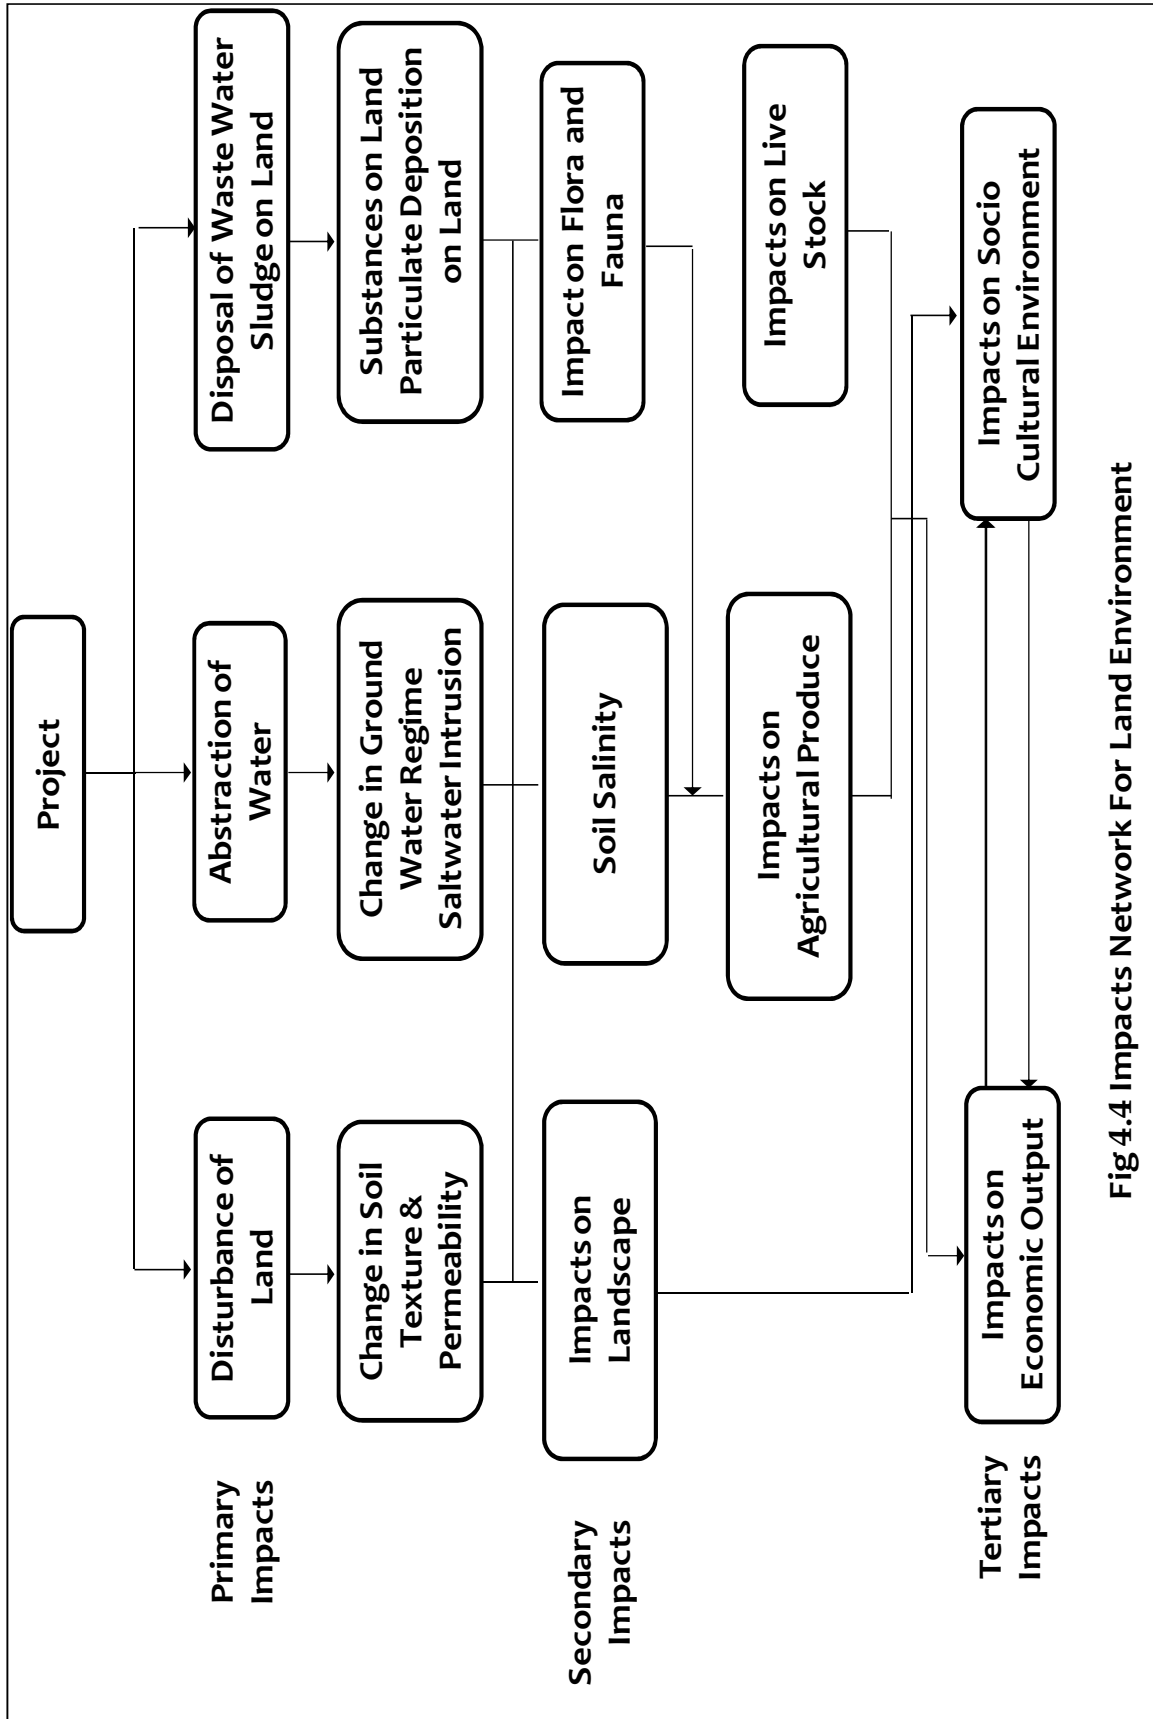 Project
Primary
Impacts
Disturbance of
Land
Abstraction of
Water
Disposal of Waste Water
Sludge on Land
Change in Soil
Texture &
Permeability
Change in Ground
Water Regime
Saltwater Intrusion
Substances on Land
Particulate Deposition
on Land
Secondary
Impacts
Impacts on
Landscape
Soil Salinity
Impact on Flora and
Fauna
Impacts on
Agricultural Produce
Impacts on Live
Stock
Tertiary
Impacts
Impacts on
Economic Output
Impacts on Socio
Cultural Environment
Fig 4.4 Impacts Network For Land Environment